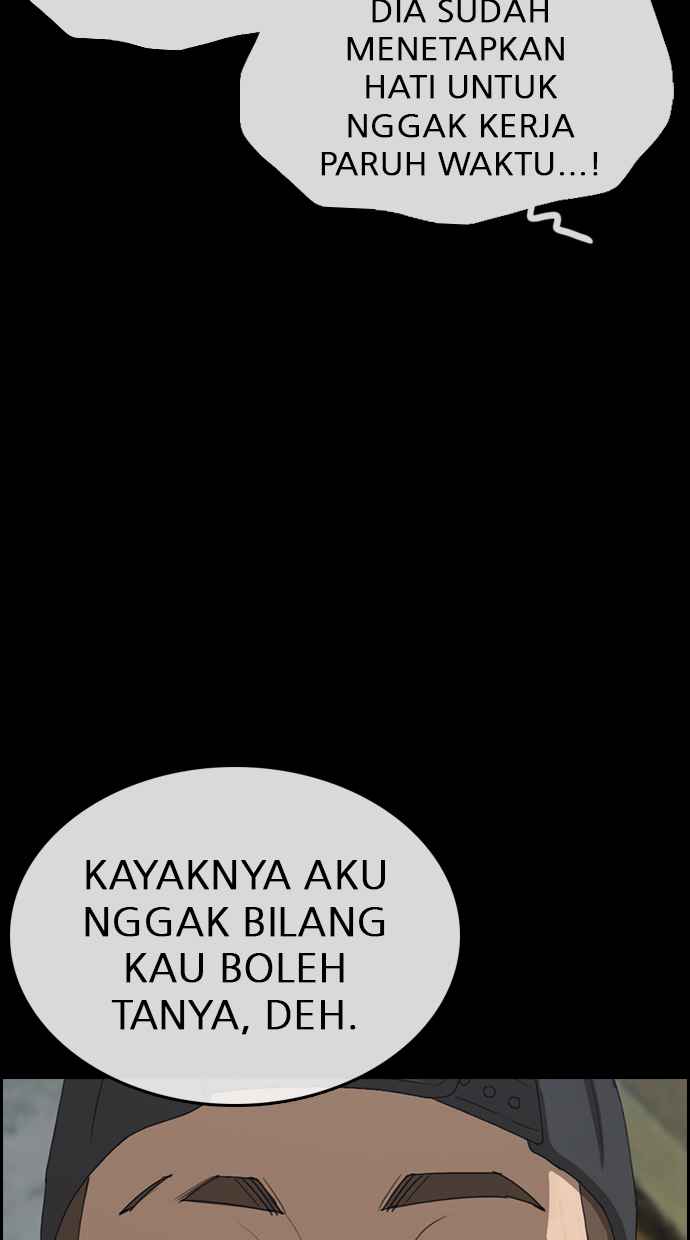 DIA SUDAH
MENETAPKAN
HATI UNTUK
NGGAK KERJA
PARUH WAKTU...!
KAYAKNYA AKU
NGGAK BILANG
KAU BOLEH
TANYA, DEH.